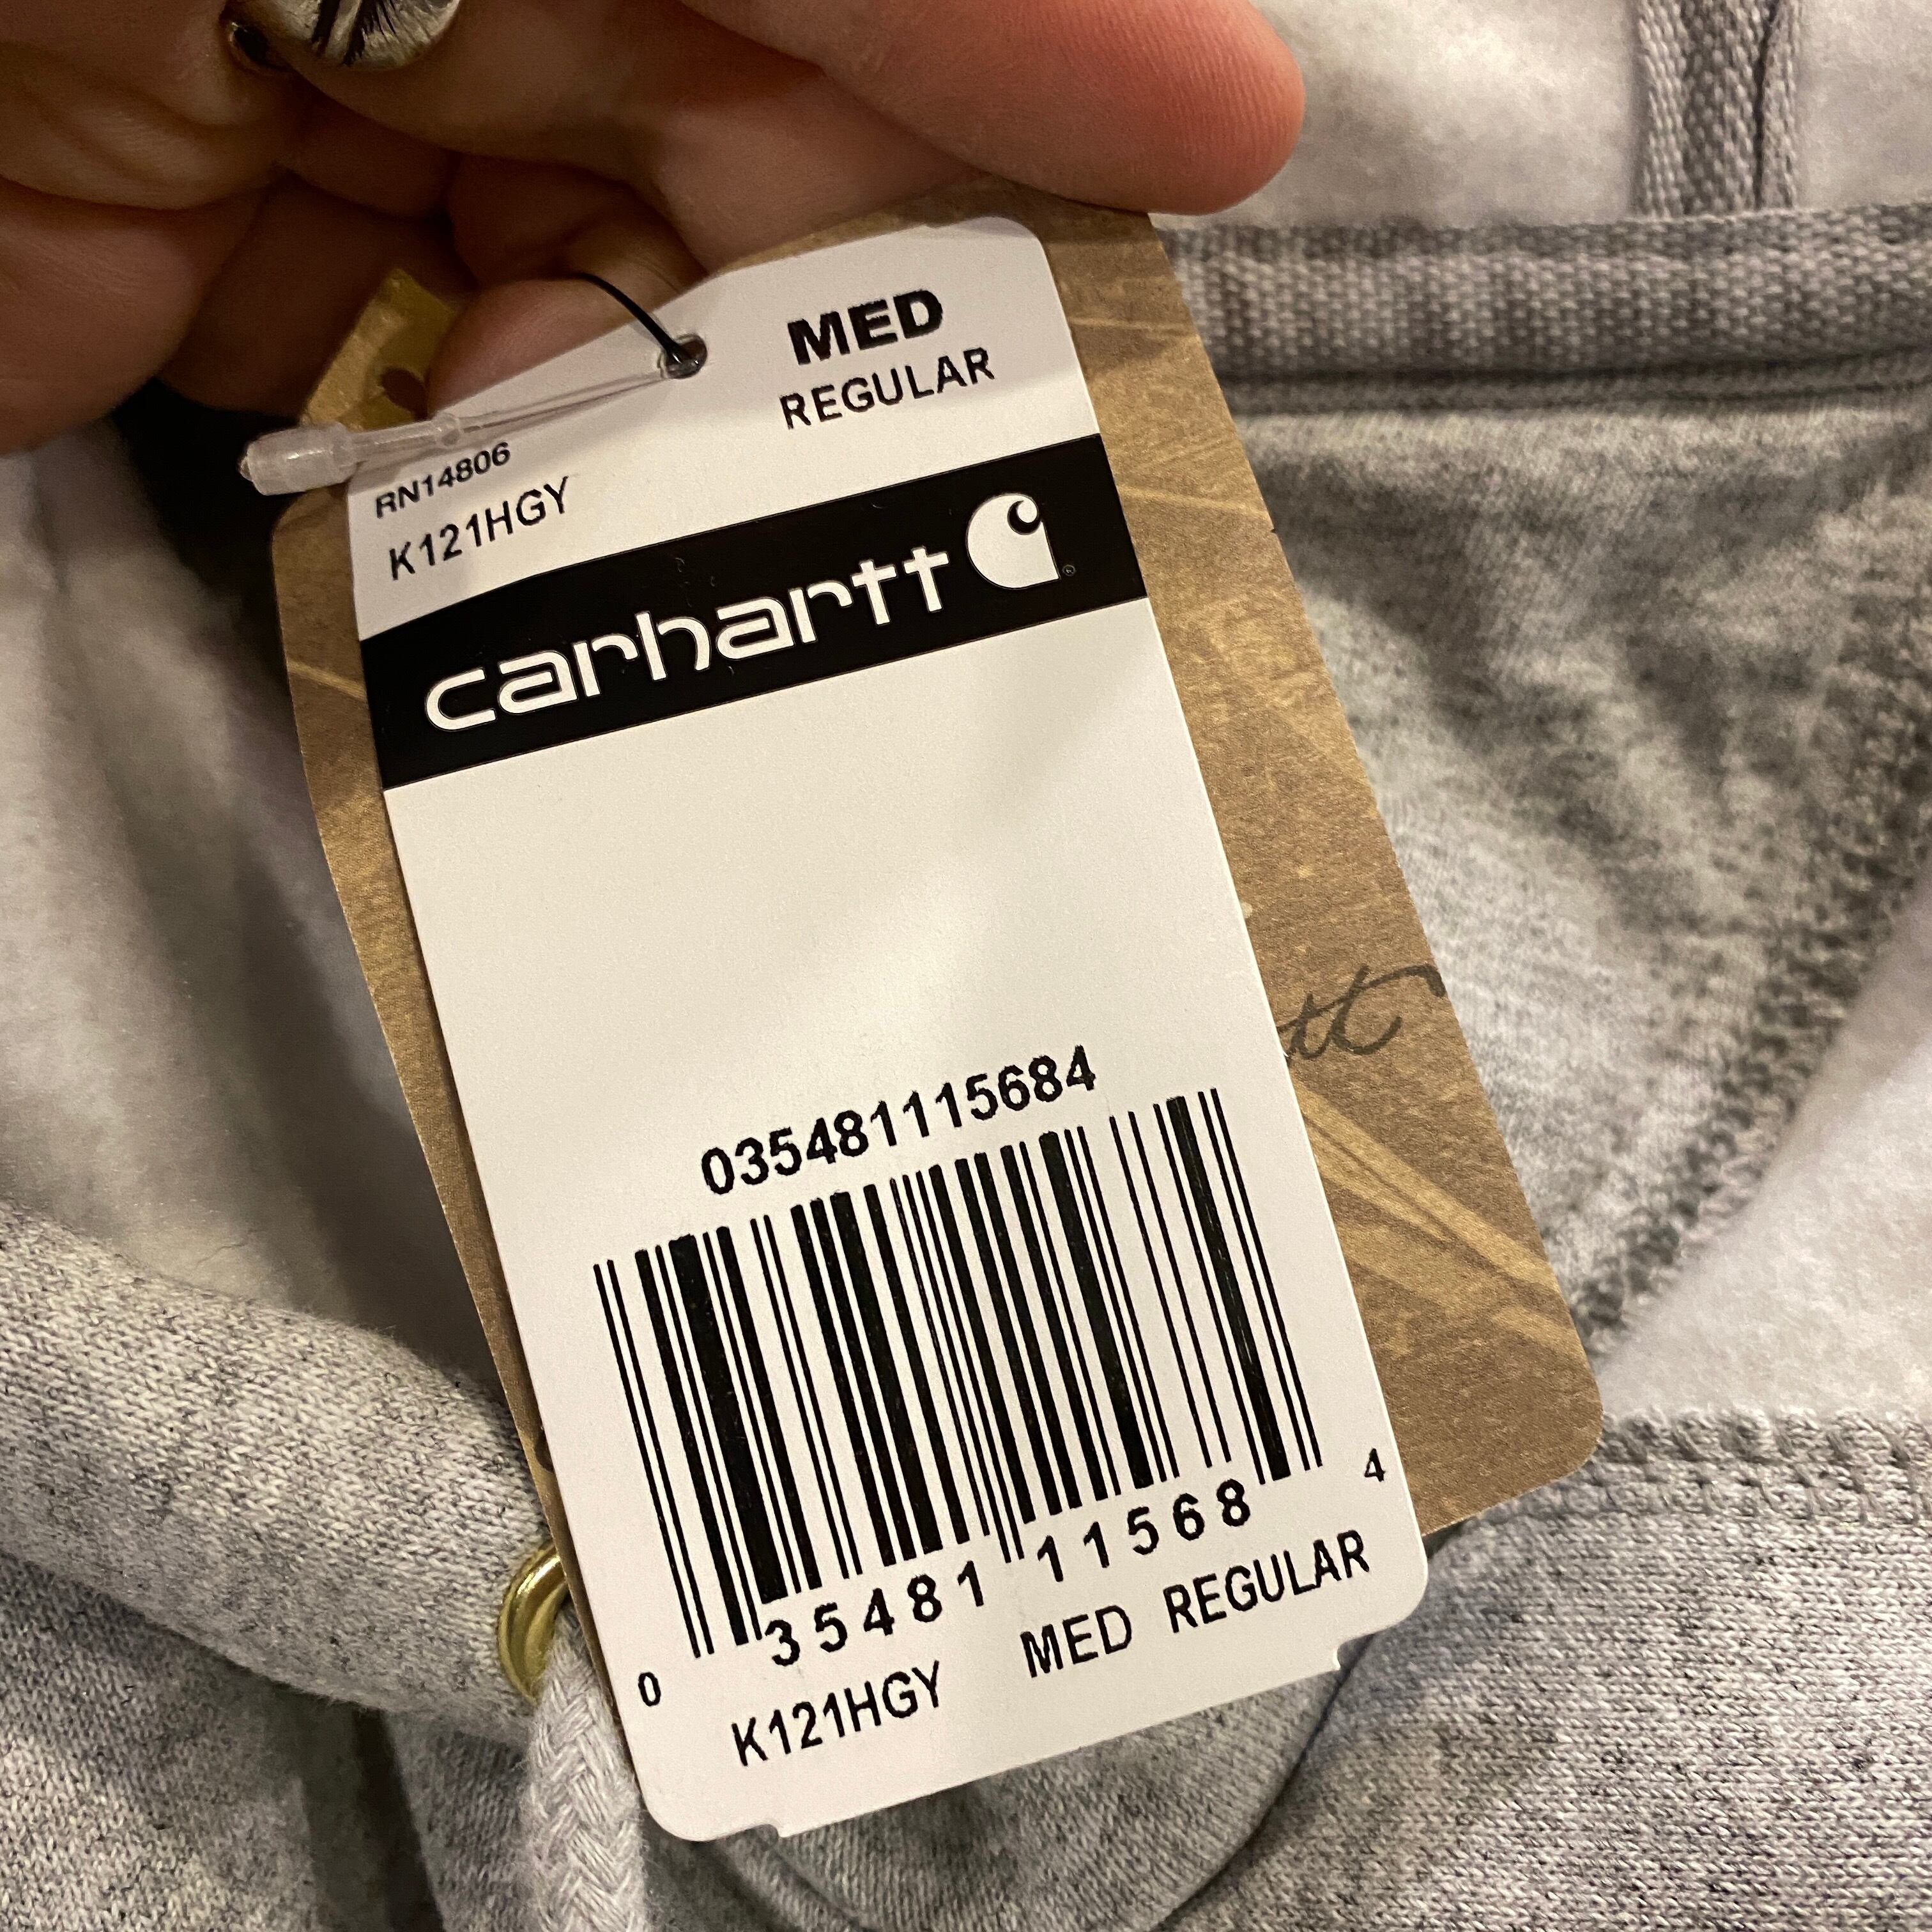 MED
REGULAR
RN14806
K121HGY
carhartt
035481115684
0 35481 11568 4
K121HGY MED REGULAR